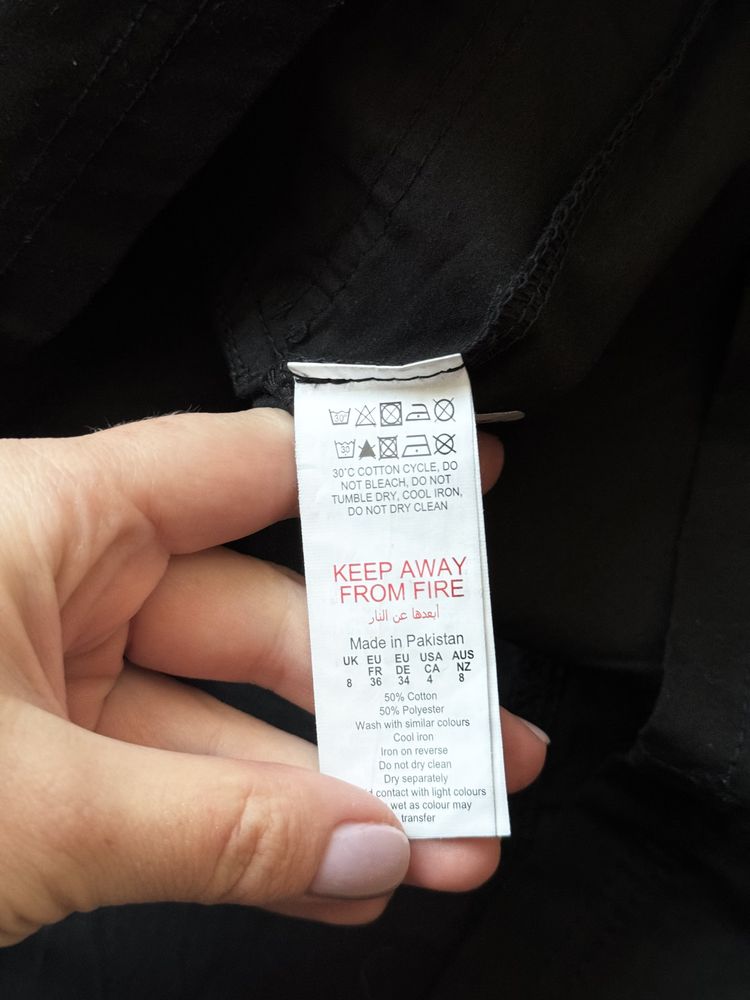 30°
30
30°C COTTON CYCLE, DO
NOT BLEACH, DO NOT
TUMBLE DRY, COOL IRON,
DO NOT DRY CLEAN
KEEP AWAY
FROM FIRE
أبعدها عن النار
Made in Pakistan
UK EU EU USA AUS
FR DE CA NZ
8 36 34 4 8
50% Cotton
50% Polyester
Wash with similar colours
Cool iron
Iron on reverse
Do not dry clean
Dry separately
contact with light colours
wet as colour may
transfer